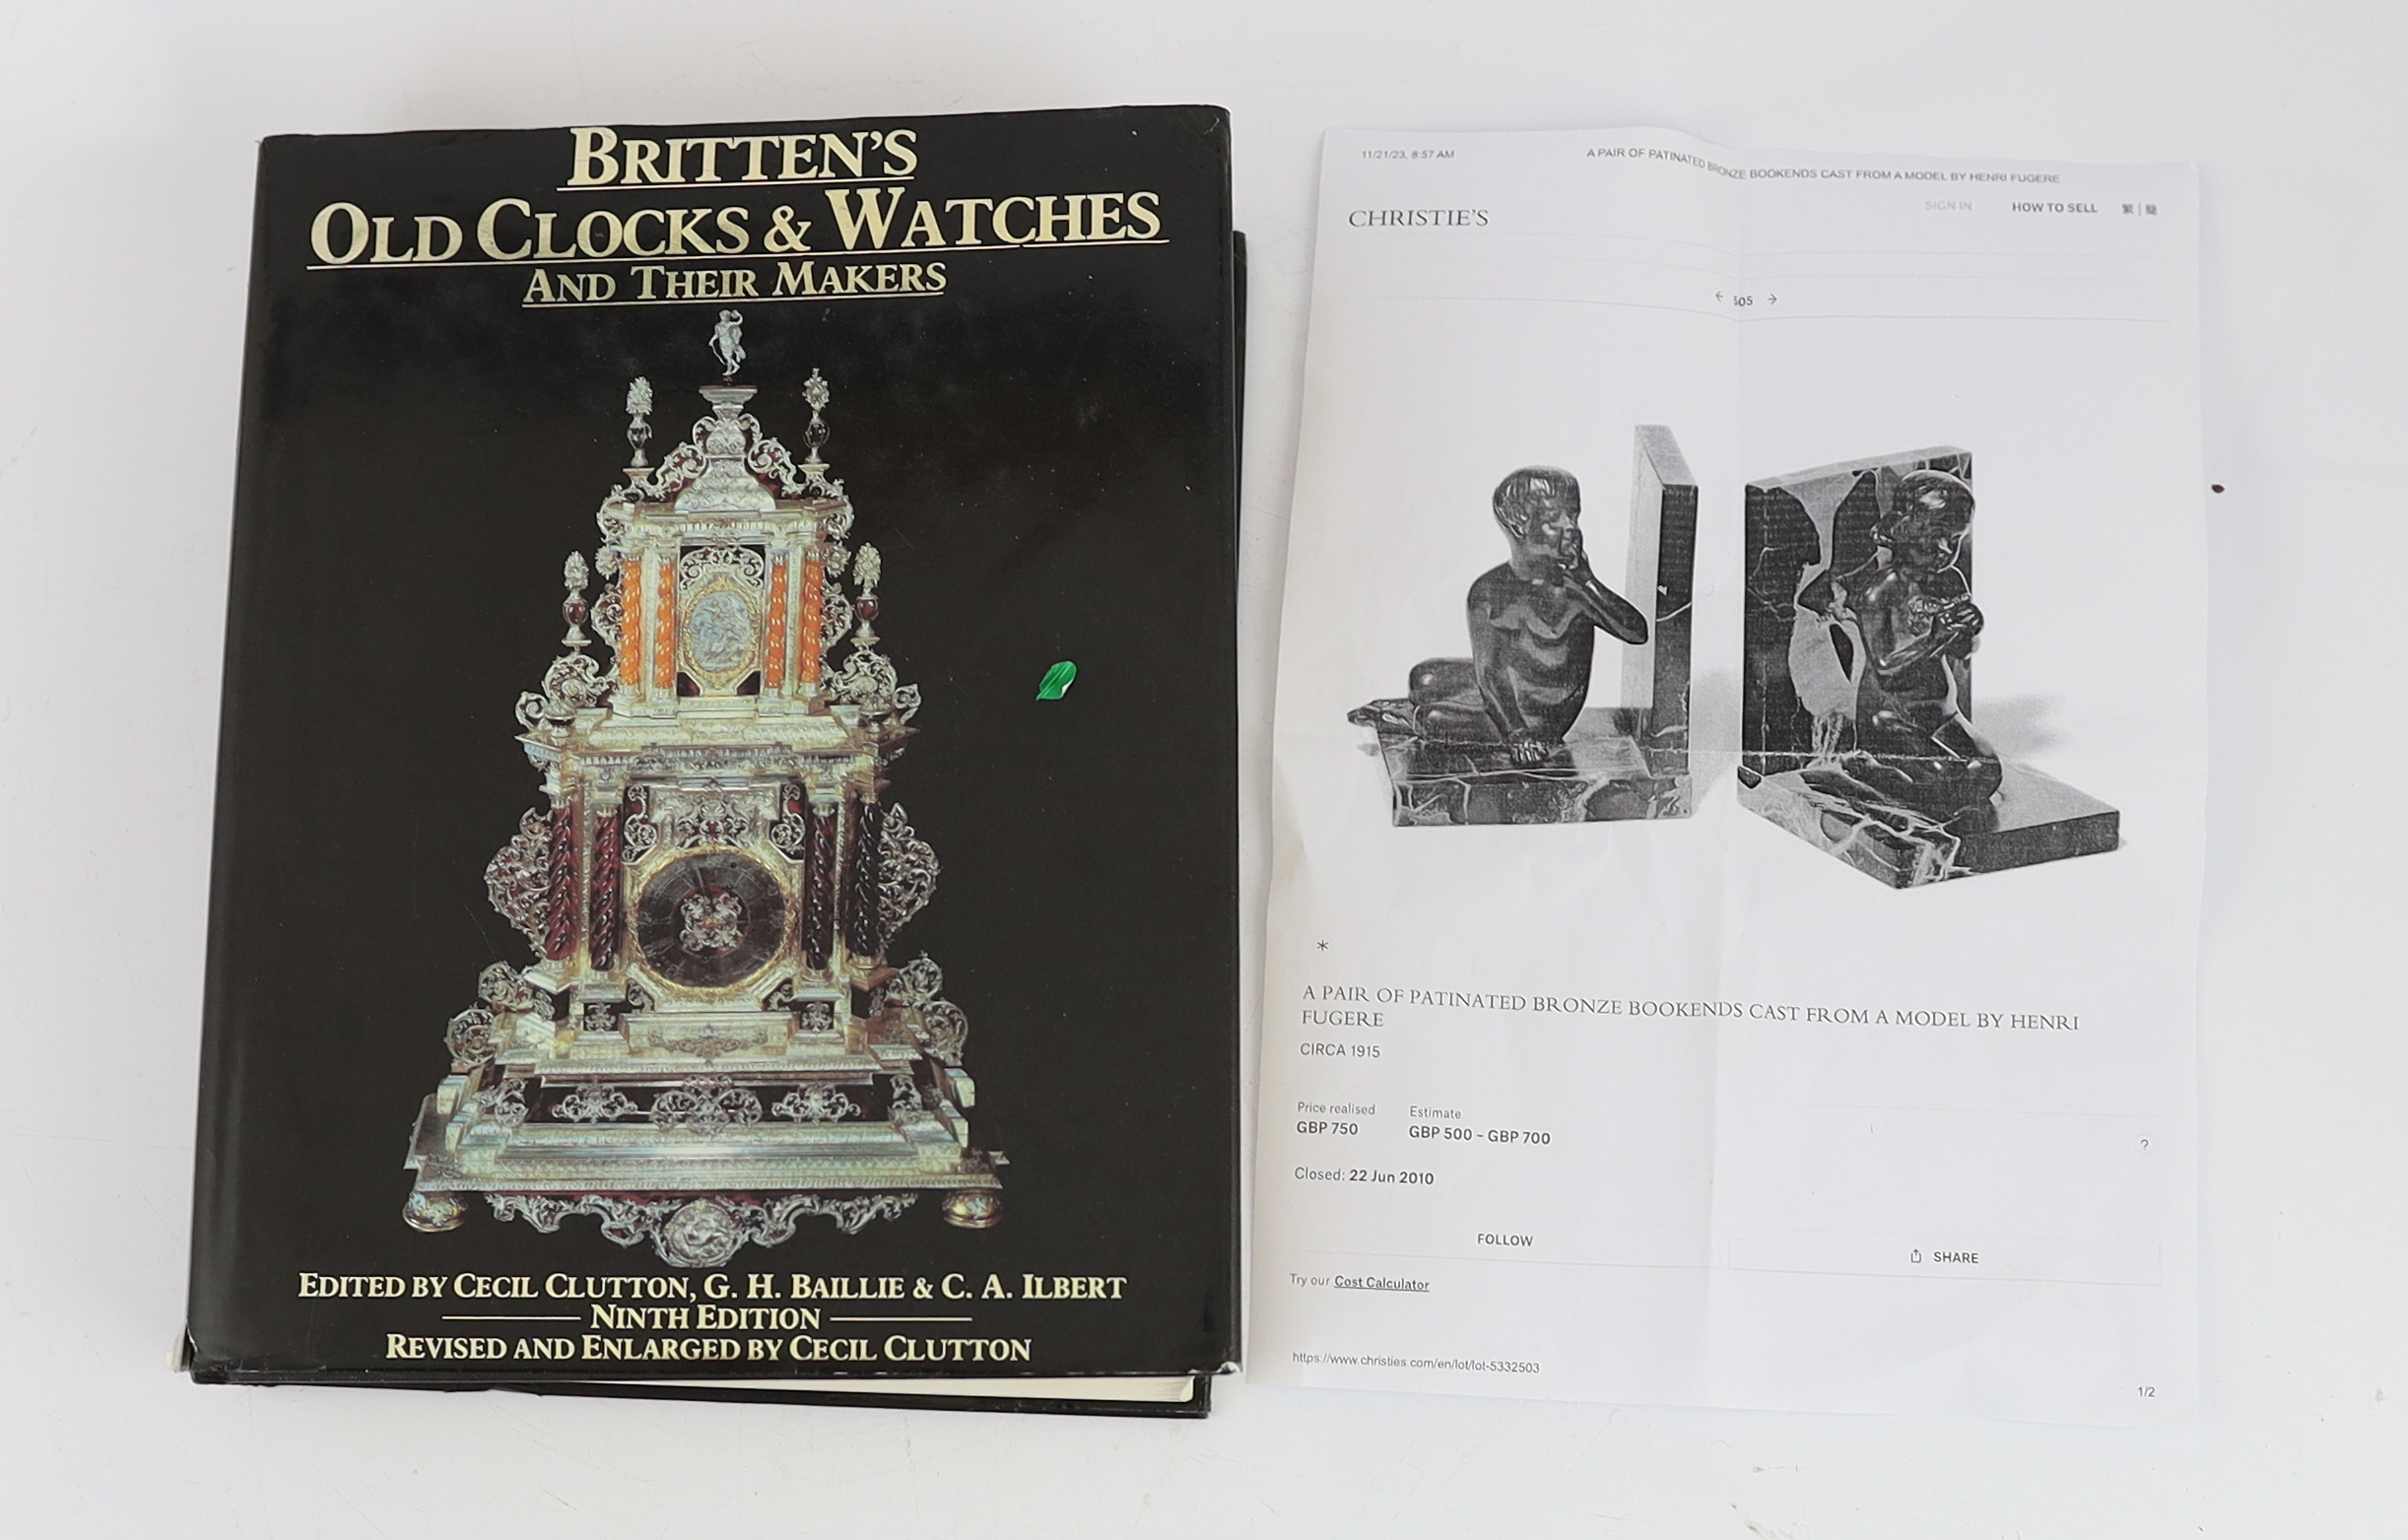 BRITTEN'S
OLD CLOCKS & WATCHES
AND THEIR MAKERS
EDITED BY CECIL CLUTTON, G. H. BAILLIE & C. A. ILBERT
NINTH EDITION
REVISED AND ENLARGED BY CECIL CLUTTON
11/21/23, 8:57 AM A PAIR OF PATINATED BRONZE BOOKENDS CAST FROM A MODEL BY HENRI FUGERE
SIGN IN HOW TO SELL 繁 | 簡
CHRISTIE'S
← 505 →
*
A PAIR OF PATINATED BRONZE BOOKENDS CAST FROM A MODEL BY HENRI
FUGERE
CIRCA 1915
Price realised Estimate
GBP 750 GBP 500 – GBP 700
?
Closed: 22 Jun 2010
FOLLOW SHARE
Try our Cost Calculator
https://www.christies.com/en/lot/lot-5332503
1/2